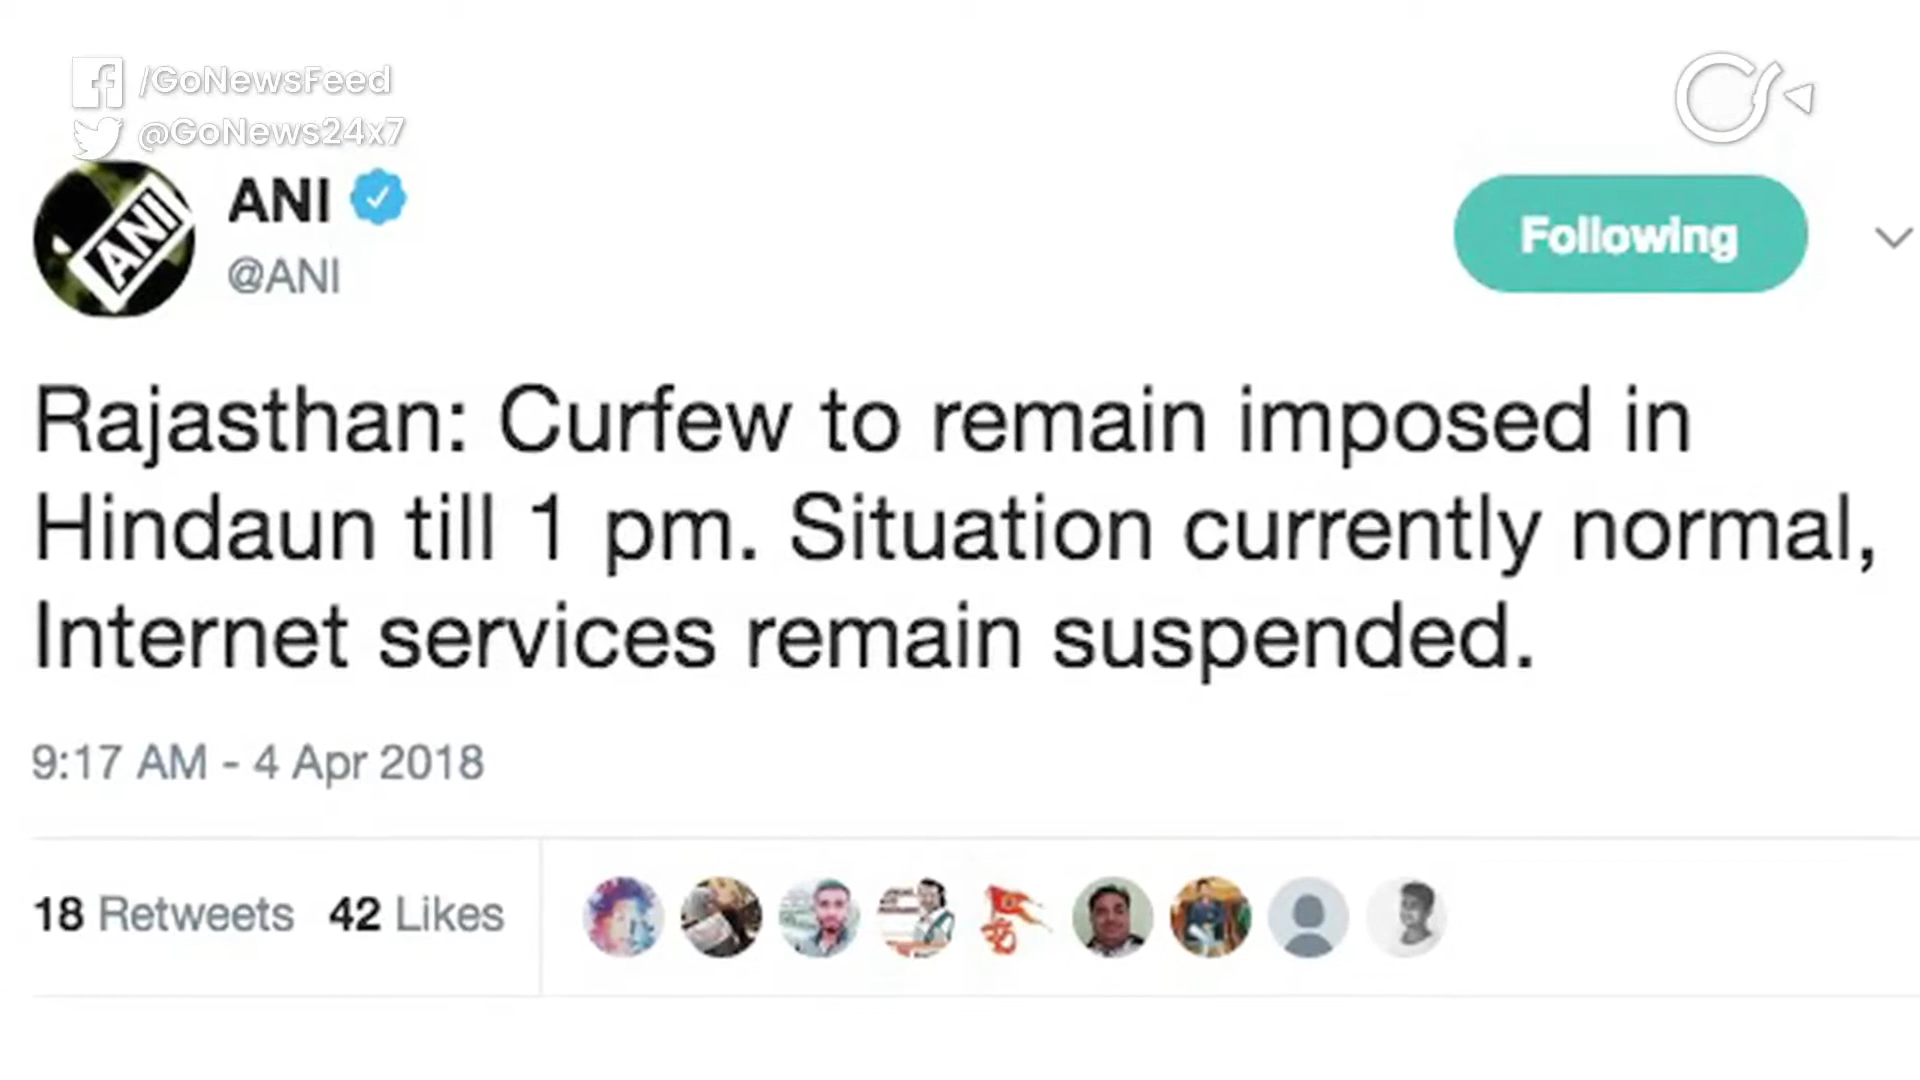 /GoNewsFeed
@GoNews24x7
ANI
ANI
@ANI
Following
Rajasthan: Curfew to remain imposed in
Hindaun till 1 pm. Situation currently normal,
Internet services remain suspended.
9:17 AM - 4 Apr 2018
18 Retweets 42 Likes